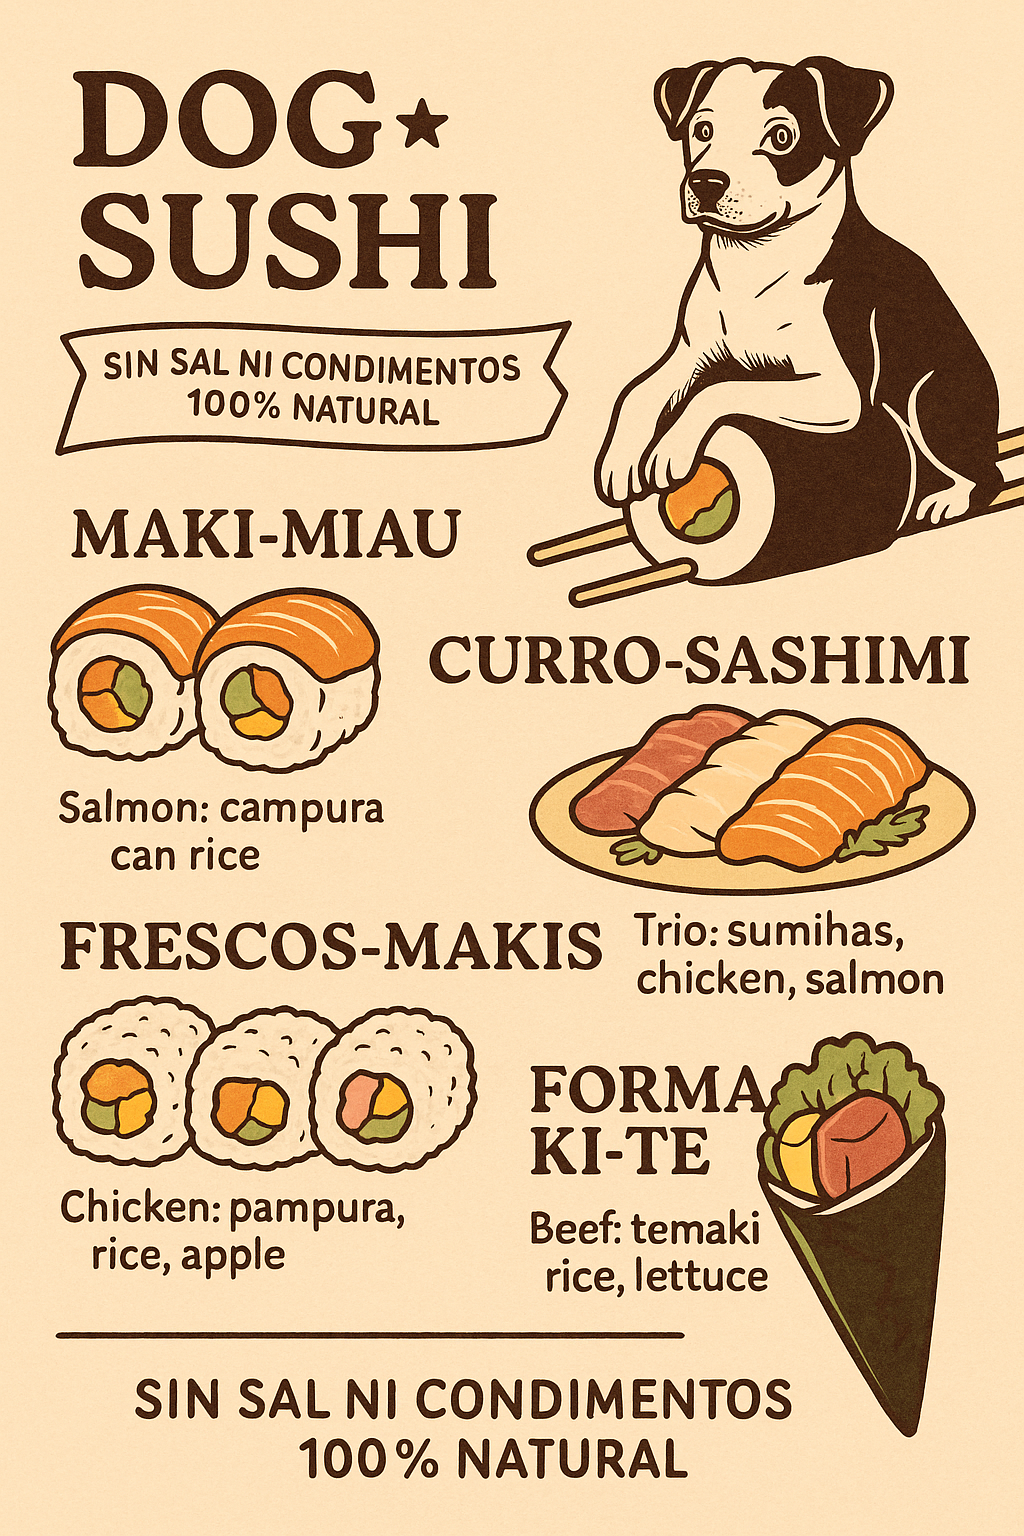 DOG★
SUSHI
SIN SAL NI CONDIMENTOS
100% NATURAL
MAKI-MIAU
Salmon: campura
can rice
CURRO-SASHIMI
Trio: sumihas,
chicken, salmon
FRESCOS-MAKIS
Chicken: pampura,
rice, apple
FORMA
KI-TE
Beef: temaki
rice, lettuce
SIN SAL NI CONDIMENTOS
100% NATURAL